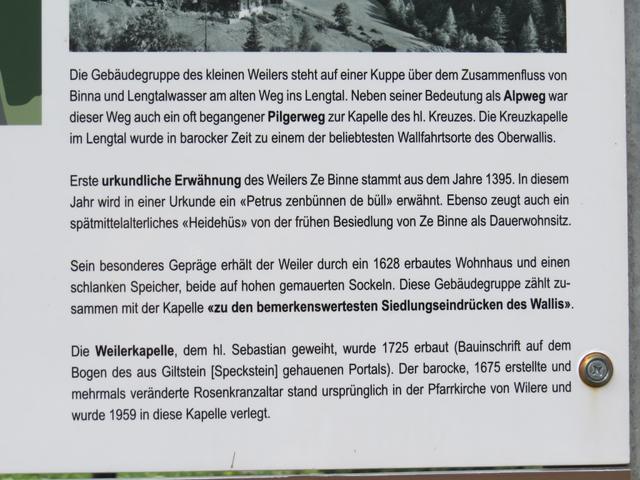 Die Gebäudegruppe des kleinen Weilers steht auf einer Kuppe über dem Zusammenfluss von
Binna und Lengtalwasser am alten Weg ins Lengtal. Neben seiner Bedeutung als Alpweg war
dieser Weg auch ein oft begangener Pilgerweg zur Kapelle des hl. Kreuzes. Die Kreuzkapelle
im Lengtal wurde in barocker Zeit zu einem der beliebtesten Wallfahrtsorte des Oberwallis.
Erste urkundliche Erwähnung des Weilers Ze Binne stammt aus dem Jahre 1395. In diesem
Jahr wird in einer Urkunde ein «Petrus zenbünnen de büll» erwähnt. Ebenso zeugt auch ein
spätmittelalterliches «Heidehüs» von der frühen Besiedlung von Ze Binne als Dauerwohnsitz.
Sein besonderes Gepräge erhält der Weiler durch ein 1628 erbautes Wohnhaus und einen
schlanken Speicher, beide auf hohen gemauerten Sockeln. Diese Gebäudegruppe zählt zu-
sammen mit der Kapelle «zu den bemerkenswertesten Siedlungseindrücken des Wallis».
Die Weilerkapelle, dem hl. Sebastian geweiht, wurde 1725 erbaut (Bauinschrift auf dem
Bogen des aus Giltstein [Speckstein] gehauenen Portals). Der barocke, 1675 erstellte und
mehrmals veränderte Rosenkranzaltar stand ursprünglich in der Pfarrkirche von Wilere und
wurde 1959 in diese Kapelle verlegt.